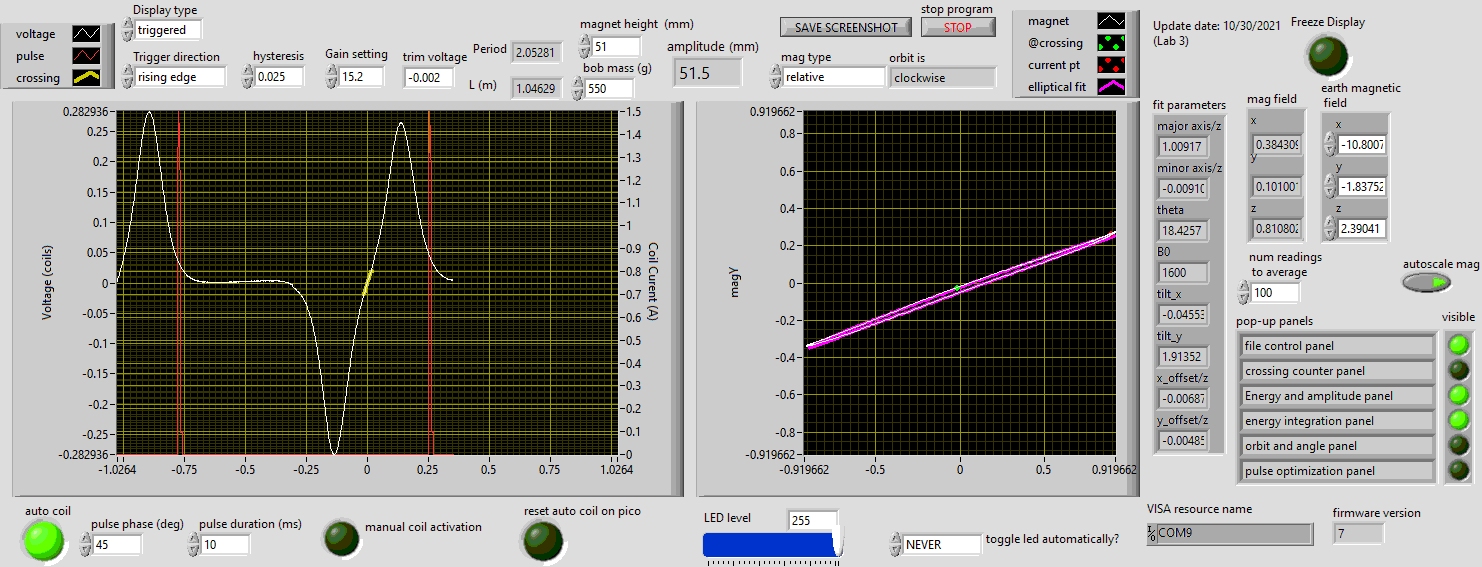 voltage
pulse
crossing
Display type
triggered
Trigger direction
rising edge
hysteresis
0.025
Gain setting
15.2
trim voltage
-0.002
Period
2.05281
L (m)
1.04629
magnet height (mm)
51
bob mass (g)
550
amplitude (mm)
51.5
SAVE SCREENSHOT
stop program
STOP
mag type
relative
orbit is
clockwise
magnet
@crossing
current pt
elliptical fit
Update date: 10/30/2021
(Lab 3)
Freeze Display
0.282936
0.25
0.2
0.15
0.1
0.05
0
-0.05
-0.1
-0.15
-0.2
-0.25
-0.282936
Voltage (coils)
-1.0264
-0.75
-0.5
-0.25
0
0.25
0.5
0.75
1.0264
1.5
1.4
1.3
1.2
1.1
1
0.9
0.8
0.7
0.6
0.5
0.4
0.3
0.2
0.1
0
Coil Curent (A)
0.919662
0.8
0.6
0.4
0.2
0
-0.2
-0.4
-0.6
-0.8
-0.919662
magy
-0.919662
-0.5
0
0.5
0.919662
fit parameters
major axis/z
1.00917
minor axis/z
-0.0091
theta
18.4257
B0
1600
tilt_x
-0.0455
tilt_y
1.91352
x_offset/z
-0.00687
y_offset/z
-0.0048
mag field
x
0.38430
y
0.10100
z
0.81080
earth magnetic
field
x
-10.8007
y
-1.83752
z
2.39041
num readings
to average
100
autoscale mag
pop-up panels
visible
file control panel
crossing counter panel
Energy and amplitude panel
energy integration panel
orbit and angle panel
pulse optimization panel
auto coil
pulse phase (deg)
45
pulse duration (ms)
10
manual coil activation
reset auto coil on pico
LED level
255
NEVER
toggle led automatically?
VISA resource name
COM9
firmware version
7